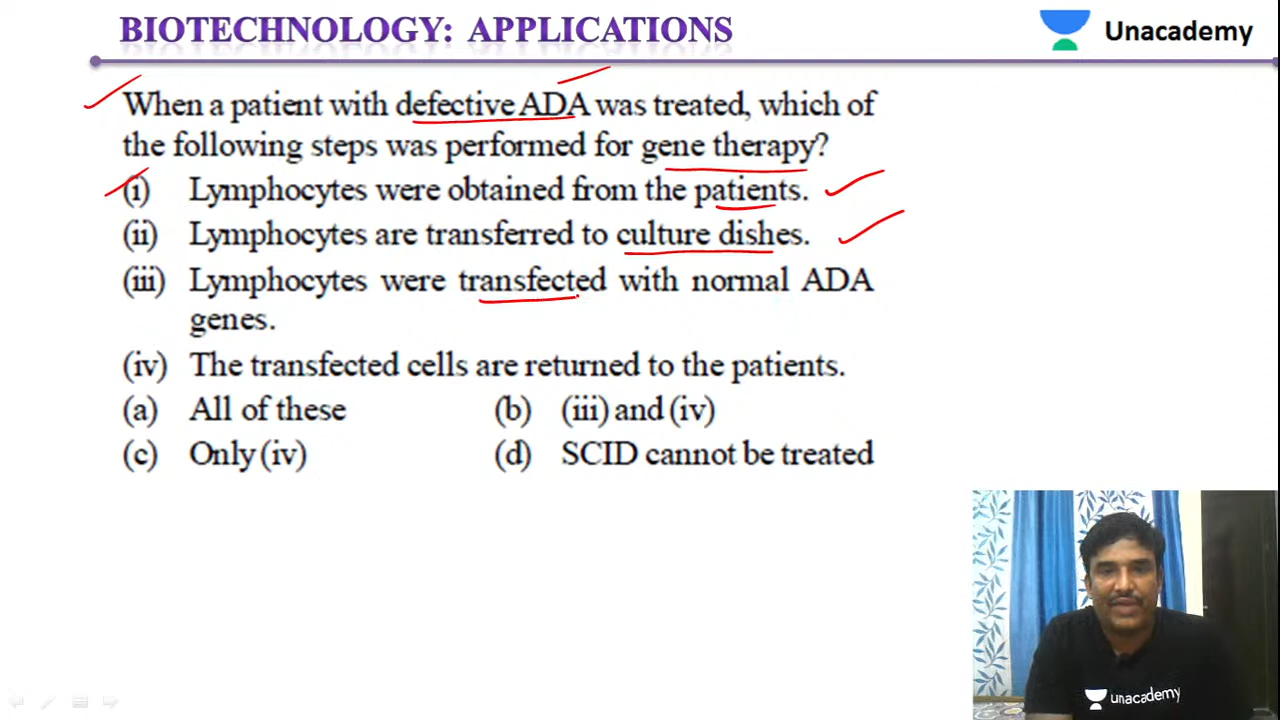 BIOTECHNOLOGY: APPLICATIONS
Unacademy
When a patient with defective ADA was treated, which of
the following steps was performed for gene therapy?
(i) Lymphocytes were obtained from the patients.
(ii) Lymphocytes are transferred to culture dishes.
(iii) Lymphocytes were transfected with normal ADA
genes.
(iv) The transfected cells are returned to the patients.
(a) All of these (b) (iii) and (iv)
(c) Only (iv) (d) SCID cannot be treated
unacademy